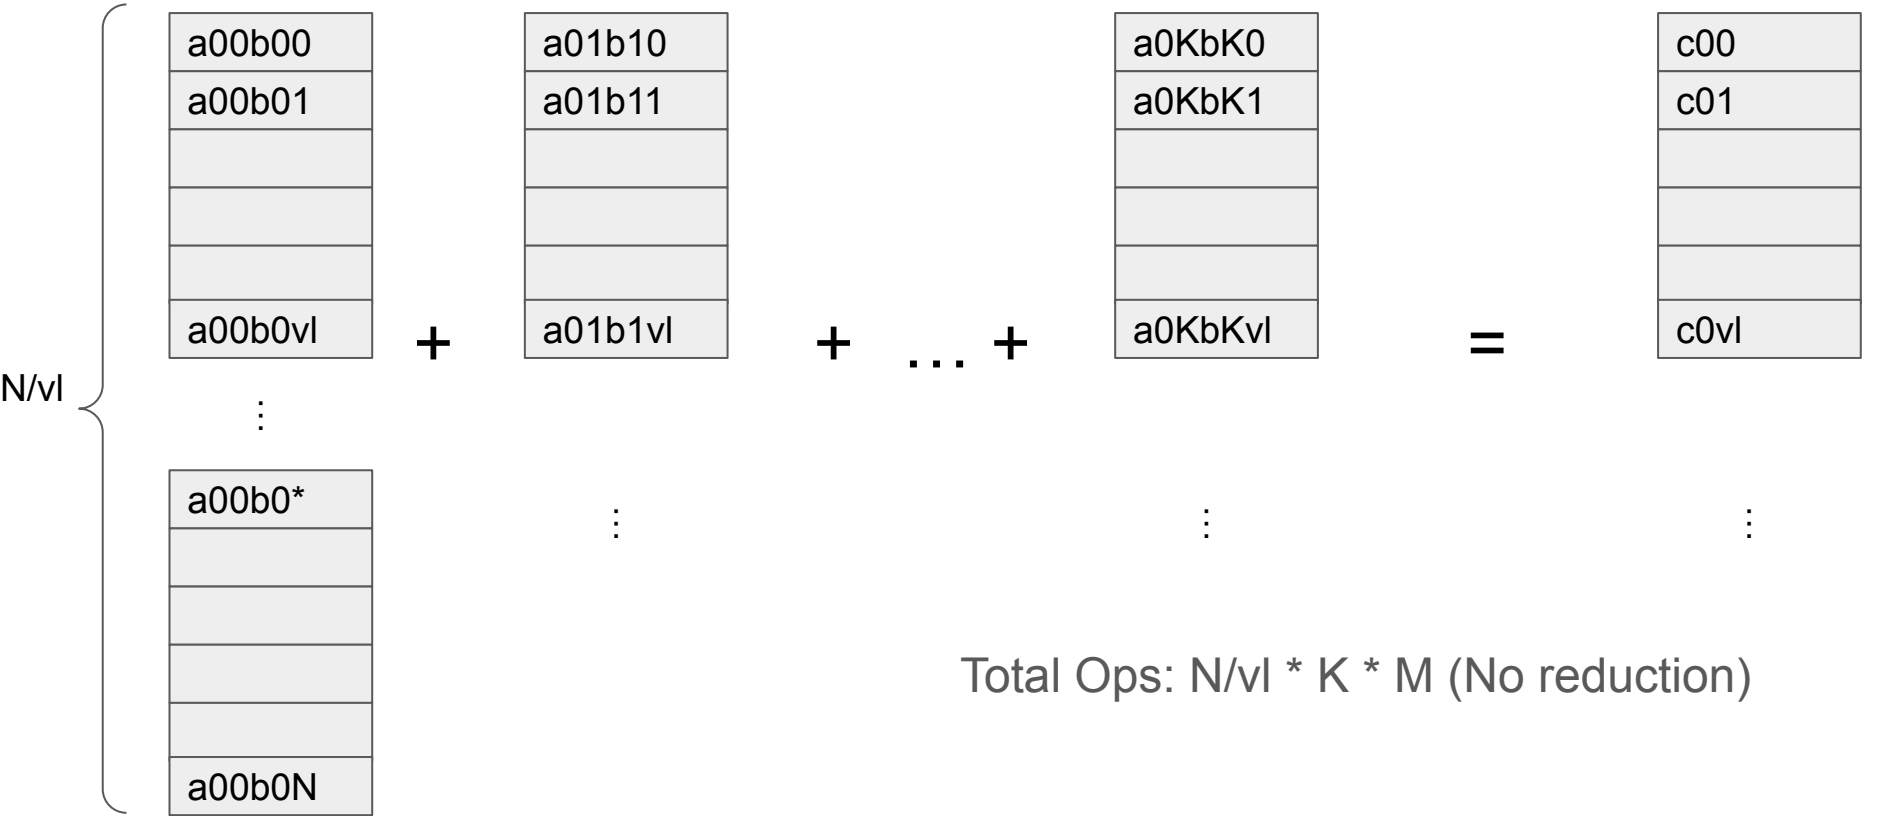 a00b00
a00b01
a00b0vl
N/vl
⋮
a00b0*
a00b0N
+
a01b10
a01b11
a01b1vl
⋮
+ … +
a0KbK0
a0KbK1
a0KbKvl
⋮
=
c00
c01
c0vl
⋮
Total Ops: N/vl * K * M (No reduction)